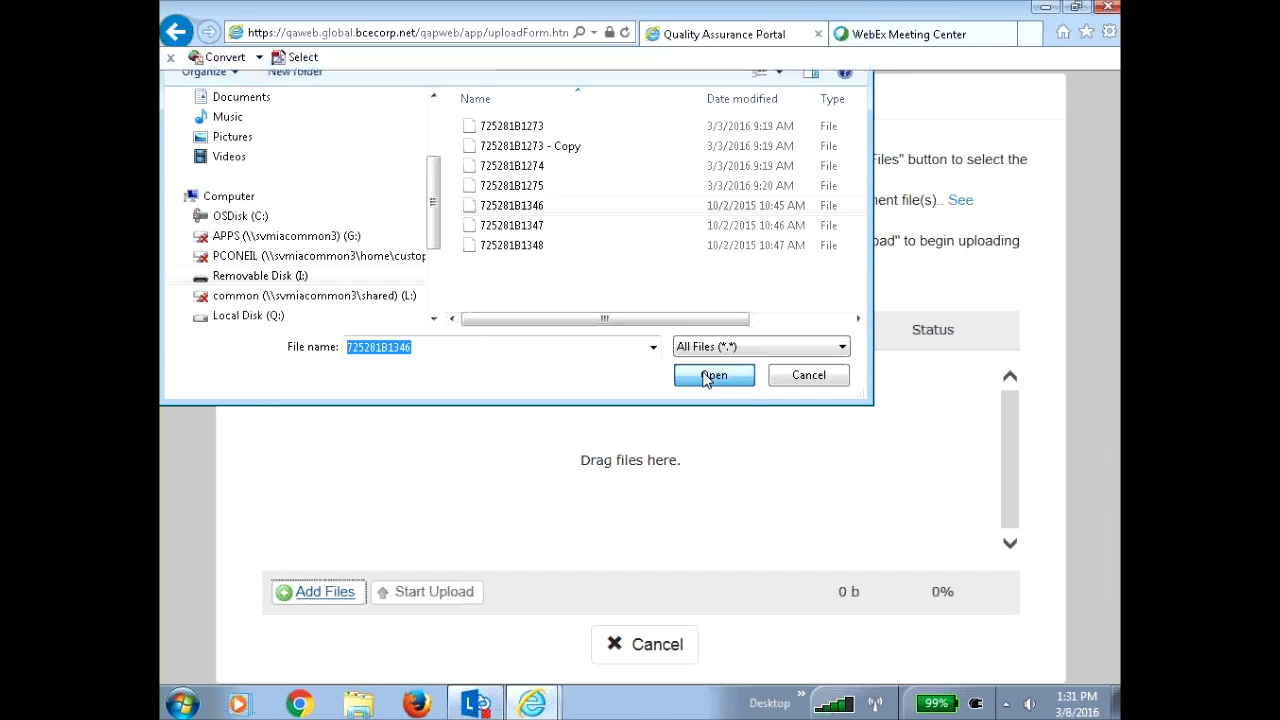 https://qaweb.global.bcecorp.net/qapweb/app/uploadForm.htn
Quality Assurance Portal
WebEx Meeting Center
x Convert Select
Organize New folder
Documents
Music
Pictures
Videos
Computer
OSDisk (C:)
APPS (\\svmiacommon3) (G:)
PCONEIL (\\svmiacommon3\home\custop
Removable Disk (I:)
common (\\svmiacommon3\shared) (L:)
Local Disk (Q:)
Name Date modified Type
725281B1273 3/3/2016 9:19 AM File
725281B1273 - Copy 3/3/2016 9:19 AM File
725281B1274 3/3/2016 9:19 AM File
725281B1275 3/3/2016 9:20 AM File
725281B1346 10/2/2015 10:45 AM File
725281B1347 10/2/2015 10:46 AM File
725281B1348 10/2/2015 10:47 AM File
File name: 725281B1346 All Files (*.*)
Open Cancel
Files" button to select the
ment file(s).. See
oad" to begin uploading
Status
Drag files here.
Add Files Start Upload 0 b 0%
Cancel
Desktop
99%
1:31 PM
3/8/2016